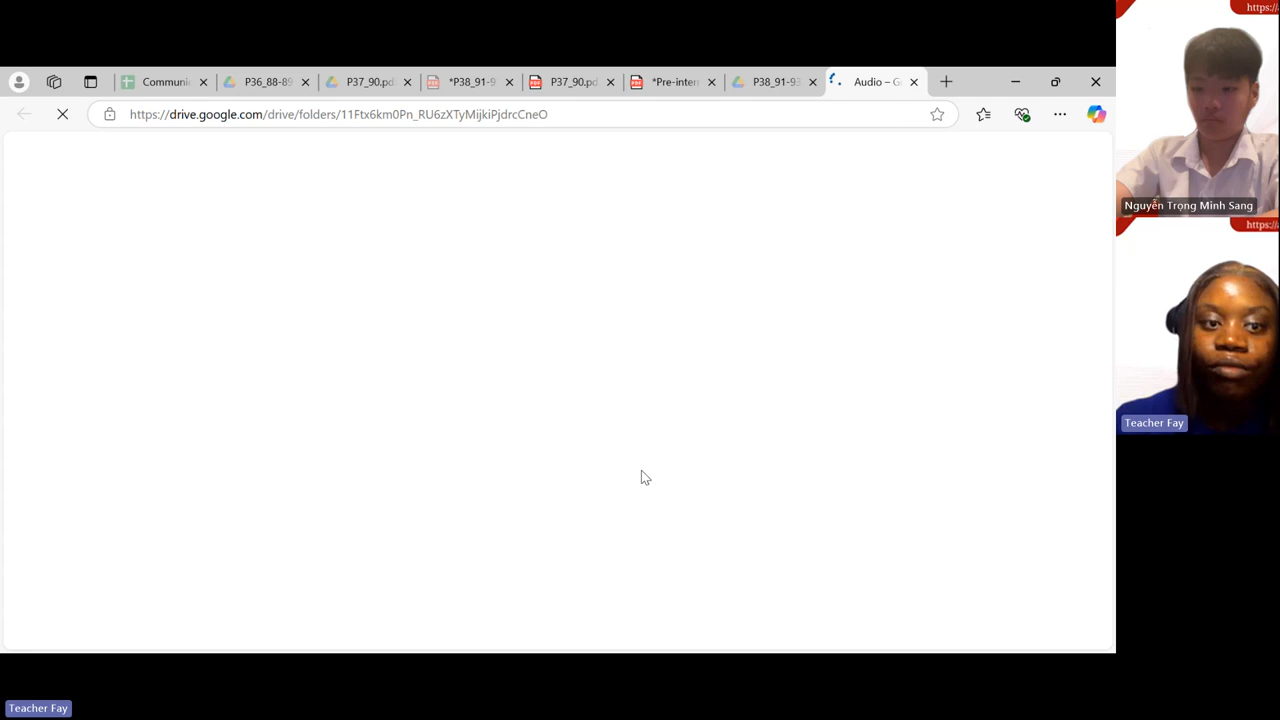 Communi
P36_88-89
P37_90.pd
*P38_91-9
P37_90.pd
*Pre-inter
P38_91-93
Audio – G
https://drive.google.com/drive/folders/11Ftx6km0Pn_RU6zXTyMijkiPjdrcCneO
https://
Nguyễn Trọng Minh Sang
https://
Teacher Fay
Teacher Fay